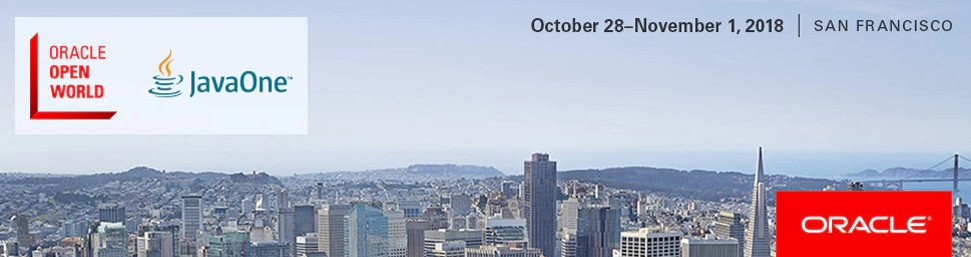 October 28–November 1, 2018 | SAN FRANCISCO
ORACLE
OPEN
WORLD
JavaOne™
ORACLE®